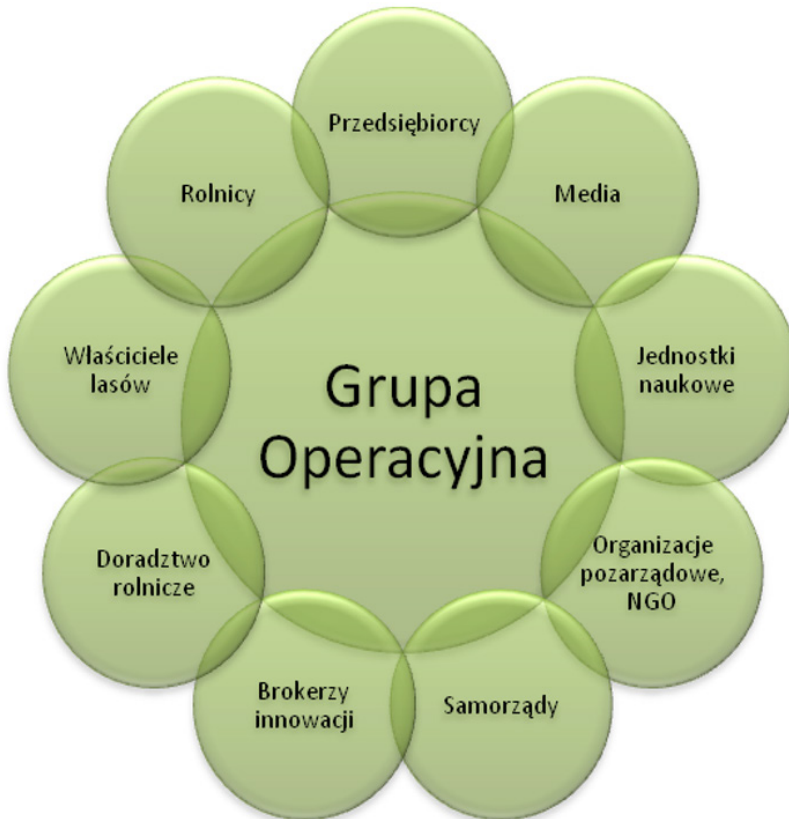 Przedsiębiorcy
Media
Jednostki
naukowe
Organizacje
pozarządowe,
NGO
Samorządy
Brokerzy
innowacji
Doradztwo
rolnicze
Właściciele
lasów
Rolnicy
Grupa
Operacyjna